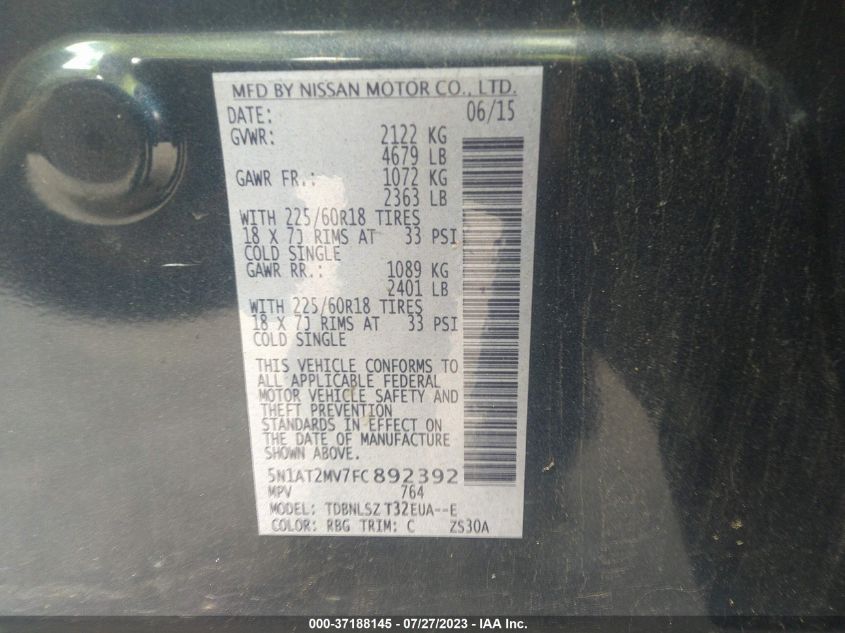 MFD BY NISSAN MOTOR CO., LTD.
DATE: 06/15
GVWR: 2122 KG
4679 LB
GAWR FR.: 1072 KG
2363 LB
WITH 225/60R18 TIRES
18 X 7J RIMS AT 33 PSI
COLD SINGLE
GAWR RR.: 1089 KG
2401 LB
WITH 225/60R18 TIRES
18 X 7J RIMS AT 33 PSI
COLD SINGLE
THIS VEHICLE CONFORMS TO
ALL APPLICABLE FEDERAL
MOTOR VEHICLE SAFETY AND
THEFT PREVENTION
STANDARDS IN EFFECT ON
THE DATE OF MANUFACTURE
SHOWN ABOVE.
5N1AT2MV7FC892392
MPV 764
MODEL: TDBNLSZ T32EUA--E
COLOR: RBG TRIM: C ZS30A
000-37188145 - 07/27/2023 - IAA Inc.